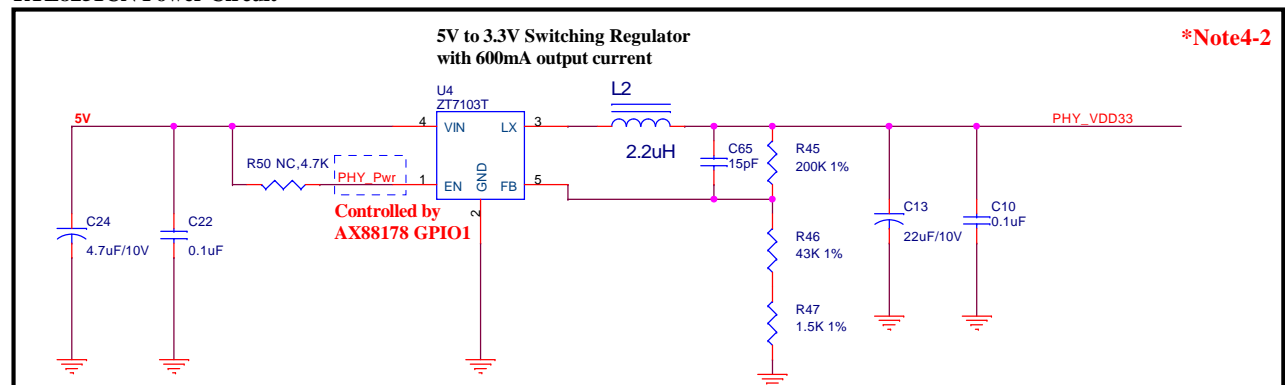 5V to 3.3V Switching Regulator
with 600mA output current
*Note4-2
U4
ZT7103T
L2
2.2uH
5V
4
VIN
LX
3
PHY_VDD33
R50 NC,4.7K
PHY_Pwr
1
EN
GND
FB
5
2
C65
15pF
R45
200K 1%
Controlled by
AX88178 GPIO1
C24
4.7uF/10V
C22
0.1uF
R46
43K 1%
C13
22uF/10V
C10
0.1uF
R47
1.5K 1%